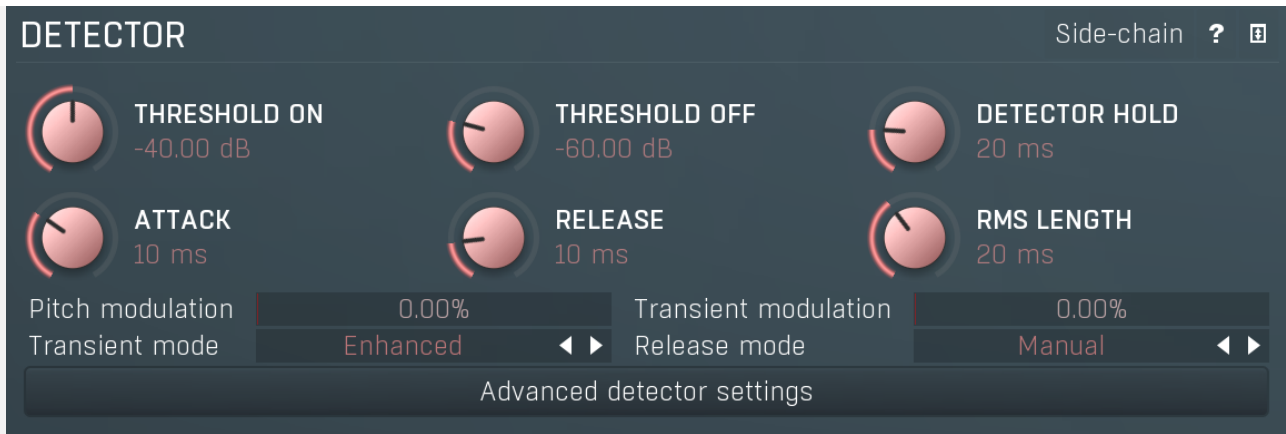 DETECTOR Side-chain ?
THRESHOLD ON THRESHOLD OFF DETECTOR HOLD
-40.00 dB -60.00 dB 20 ms
ATTACK RELEASE RMS LENGTH
10 ms 10 ms 20 ms
Pitch modulation 0.00% Transient modulation 0.00%
Transient mode Enhanced Release mode Manual
Advanced detector settings